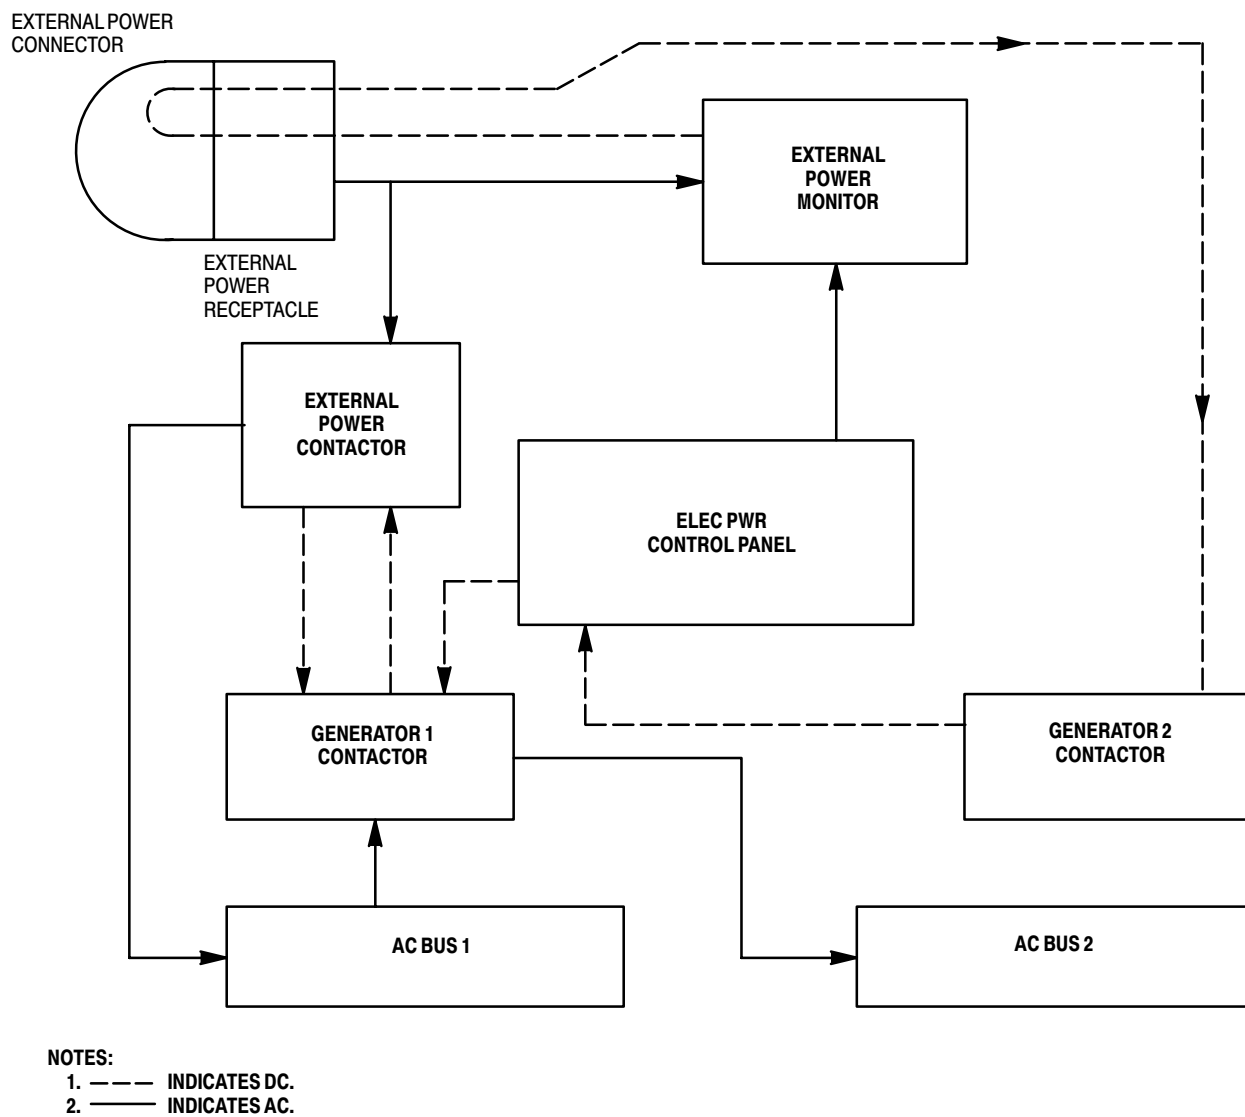 EXTERNAL POWER
CONNECTOR
EXTERNAL
POWER
MONITOR
EXTERNAL
POWER
RECEPTACLE
EXTERNAL
POWER
CONTACTOR
ELEC PWR
CONTROL PANEL
GENERATOR 1
CONTACTOR
GENERATOR 2
CONTACTOR
AC BUS 1
AC BUS 2
NOTES:
1. INDICATES DC.
2. INDICATES AC.